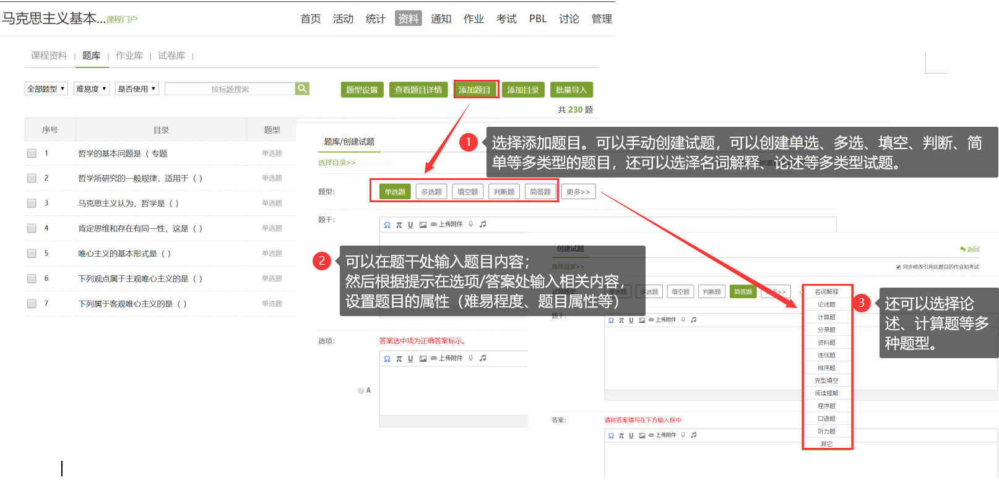 马克思主义基本...课程门户
首页 活动 统计 资料 通知 作业 考试 PBL 讨论 管理
课程资料 | 题库 | 作业库 | 试卷库 |
全部题型 难易度 是否使用 按标题搜索
题型设置 查看题目详情 添加题目 添加目录 批量导入
共 230 题
序号 目录 题型
1 哲学的基本问题是（ 专题 单选题
2 哲学所研究的一般规律，适用于（ ） 单选题
3 马克思主义认为，哲学是（ ） 单选题
4 肯定思维和存在有同一性，这是（ ） 单选题
5 唯心主义的基本形式是（ ） 单选题
6 下列观点属于主观唯心主义的是（ ） 单选题
7 下列属于客观唯心主义的是（ ） 单选题
题库/创建试题
选择目录>>
1
选择添加题目。可以手动创建试题，可以创建单选、多选、填空、判断、简
单等多类型的题目，还可以选泽名词解释、论述等多类型试题。
题型: 单选题 多选题 填空题 判断题 简答题 更多>>
题干:
Ω π U 上传附件
2
可以在题干处输入题目内容；
然后根据提示在选项/答案处输入相关内容，
设置题目的属性（难易程度、题目属性等）
选项: 答案选中项为正确答案标示。
Ω π U 上传附件
A
创建试题
返回
选择目录>>
同步修改引用此题目的作业和考试
试题题型: 单选题 多选题 填空题 判断题 简答题 更多>>
题干:
Ω π U 上传附件
名词解释
论述题
计算题
分录题
资料题
连线题
排序题
完型填空
阅读理解
程序题
口语题
听力题
其它
3
还可以选择论
述、计算题等多
种题型。
答案: 请将答案填写在下方输入框中
Ω π U 上传附件